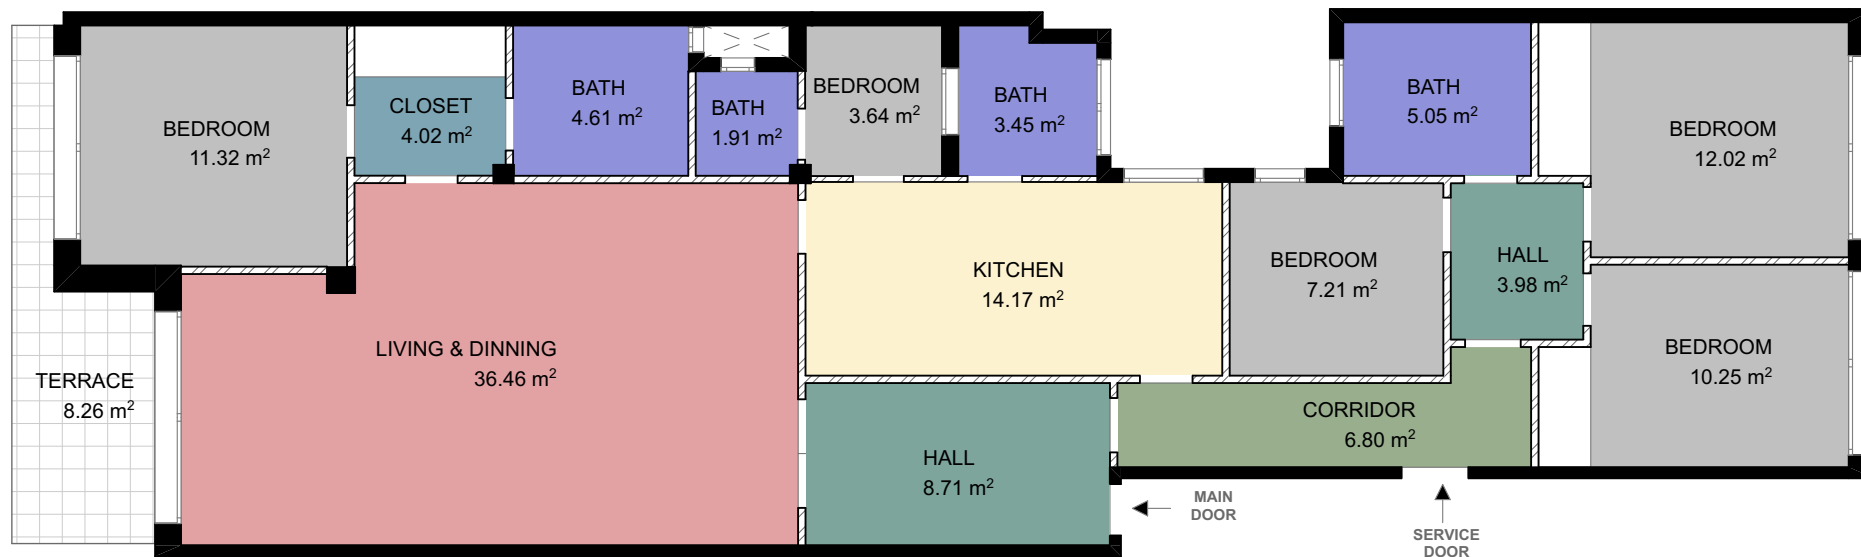 BEDROOM
11.32 m²
CLOSET
4.02 m²
BATH
4.61 m²
BATH
1.91 m²
BEDROOM
3.64 m²
BATH
3.45 m²
BATH
5.05 m²
BEDROOM
12.02 m²
KITCHEN
14.17 m²
BEDROOM
7.21 m²
HALL
3.98 m²
LIVING & DINNING
36.46 m²
TERRACE
8.26 m²
BEDROOM
10.25 m²
CORRIDOR
6.80 m²
HALL
8.71 m²
MAIN
DOOR
SERVICE
DOOR